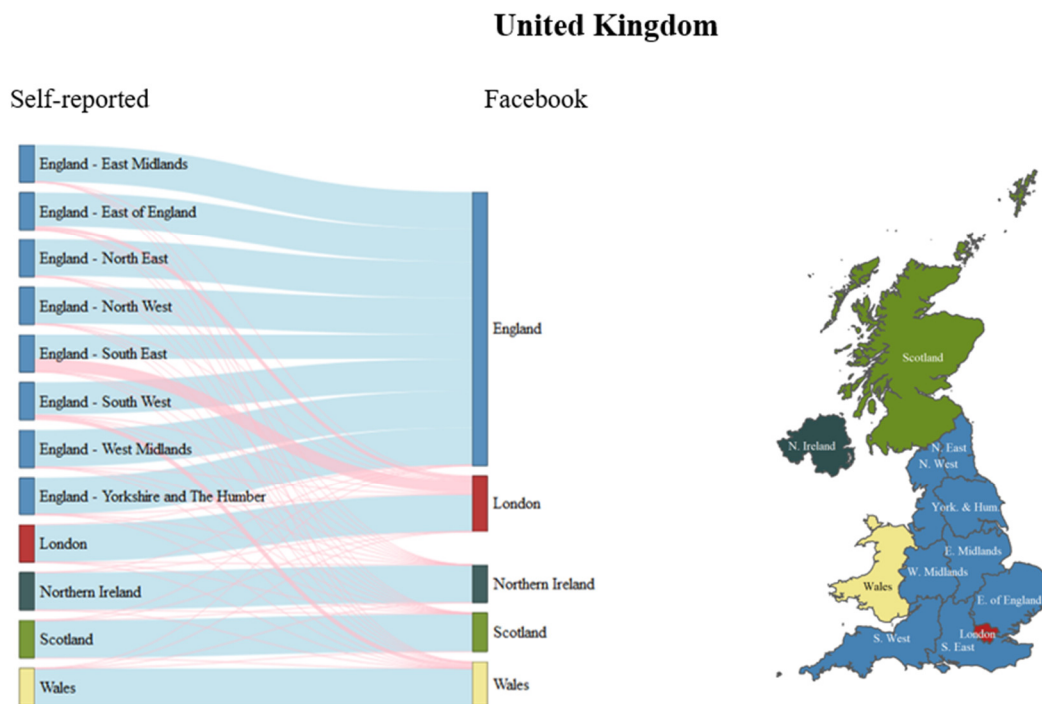 United Kingdom
Self-reported
Facebook
England - East Midlands
England - East of England
England - North East
England - North West
England - South East
England - South West
England - West Midlands
England - Yorkshire and The Humber
London
Northern Ireland
Scotland
Wales
England
London
Northern Ireland
Scotland
Wales
Scotland
N. Ireland
N. East
N. West
York. & Hum.
E. Midlands
W. Midlands
Wales
E. of England
London
S. West
S. East